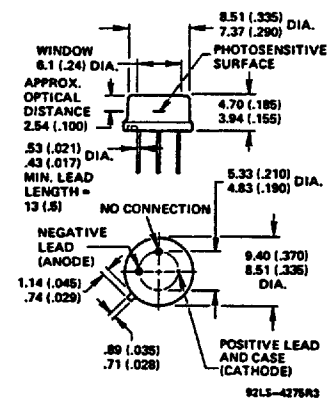 8.51 (.335)
7.37 (.290) DIA.
WINDOW
6.1 (.24) DIA.
PHOTOSENSITIVE
SURFACE
APPROX.
OPTICAL
DISTANCE
2.54 (.100)
4.70 (.185)
3.94 (.155)
.53 (.021)
.43 (.017) DIA.
MIN. LEAD
LENGTH =
13 (.5)
5.33 (.210)
4.83 (.190) DIA.
NO CONNECTION
NEGATIVE
LEAD
(ANODE)
9.40 (.370)
8.51 (.335)
DIA.
1.14 (.045)
.74 (.029)
.89 (.035)
.71 (.028)
POSITIVE LEAD
AND CASE
(CATHODE)
92LS-4275R3